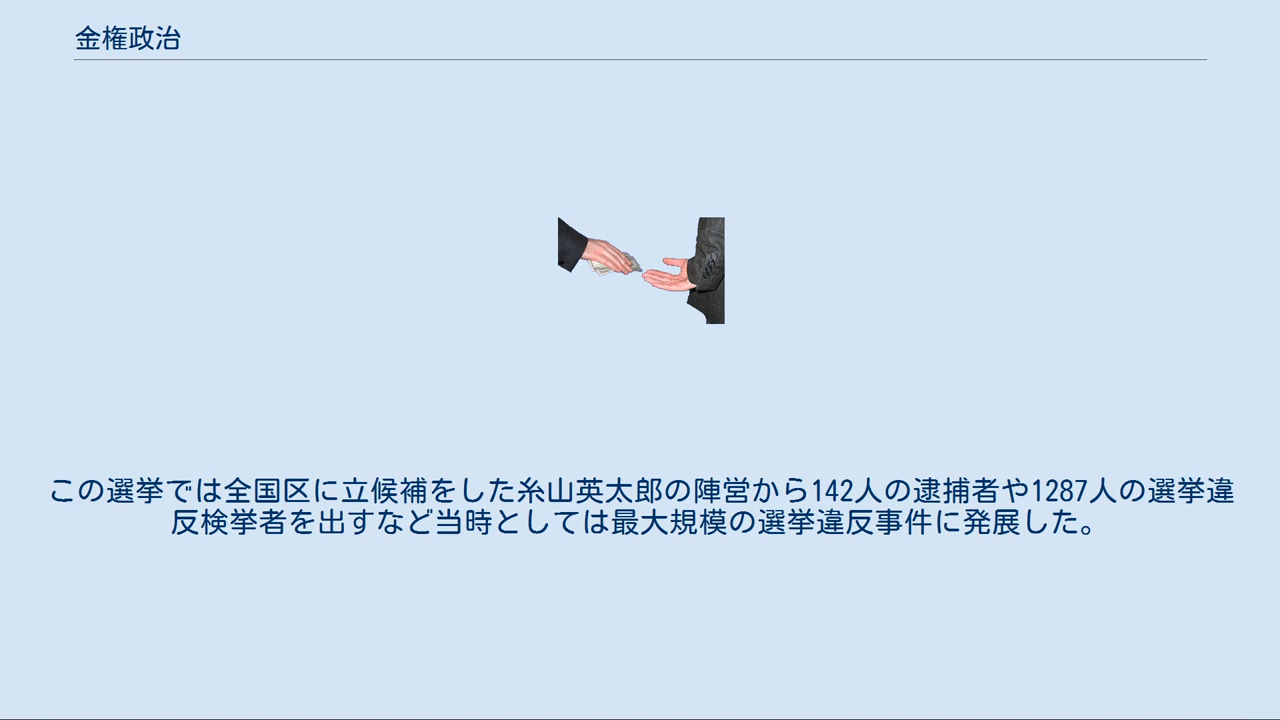 金権政治
この選挙では全国区に立候補をした糸山英太郎の陣営から142人の逮捕者や1287人の選挙違
反検挙者を出すなど当時としては最大規模の選挙違反事件に発展した。